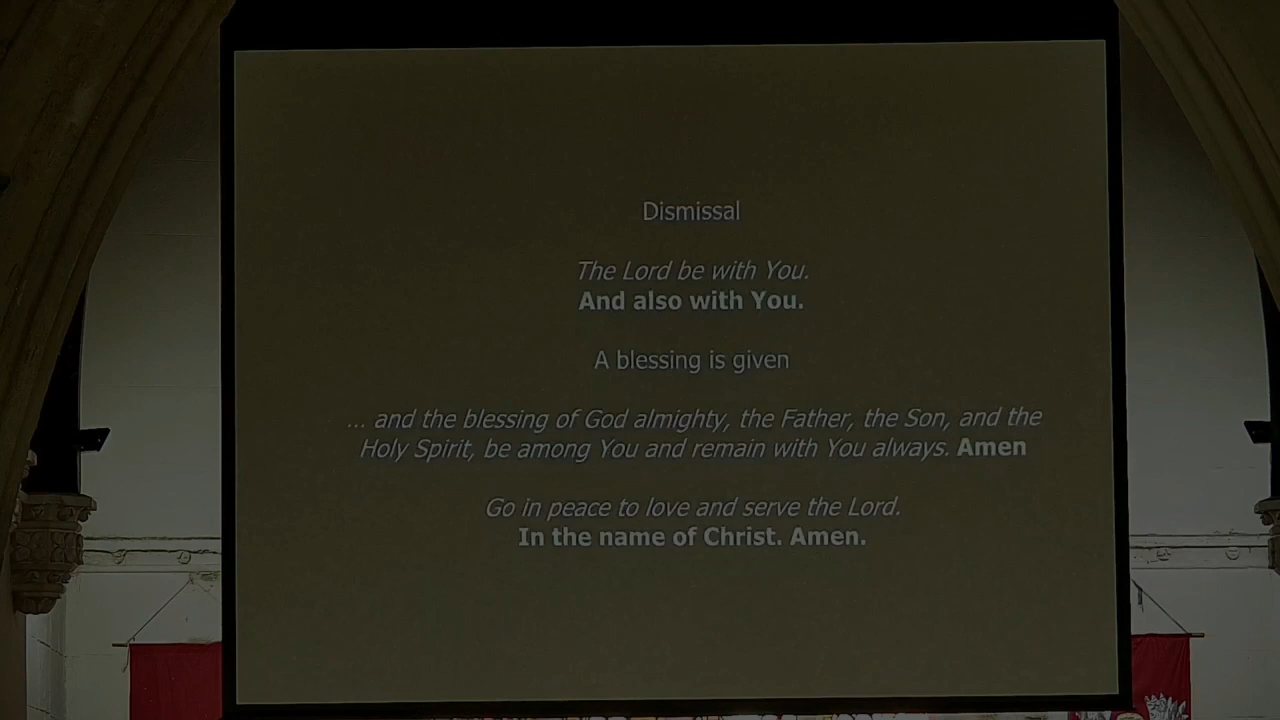 Dismissal
The Lord be with You.
And also with You.
A blessing is given
... and the blessing of God almighty, the Father, the Son, and the
Holy Spirit, be among You and remain with You always. Amen
Go in peace to love and serve the Lord.
In the name of Christ. Amen.